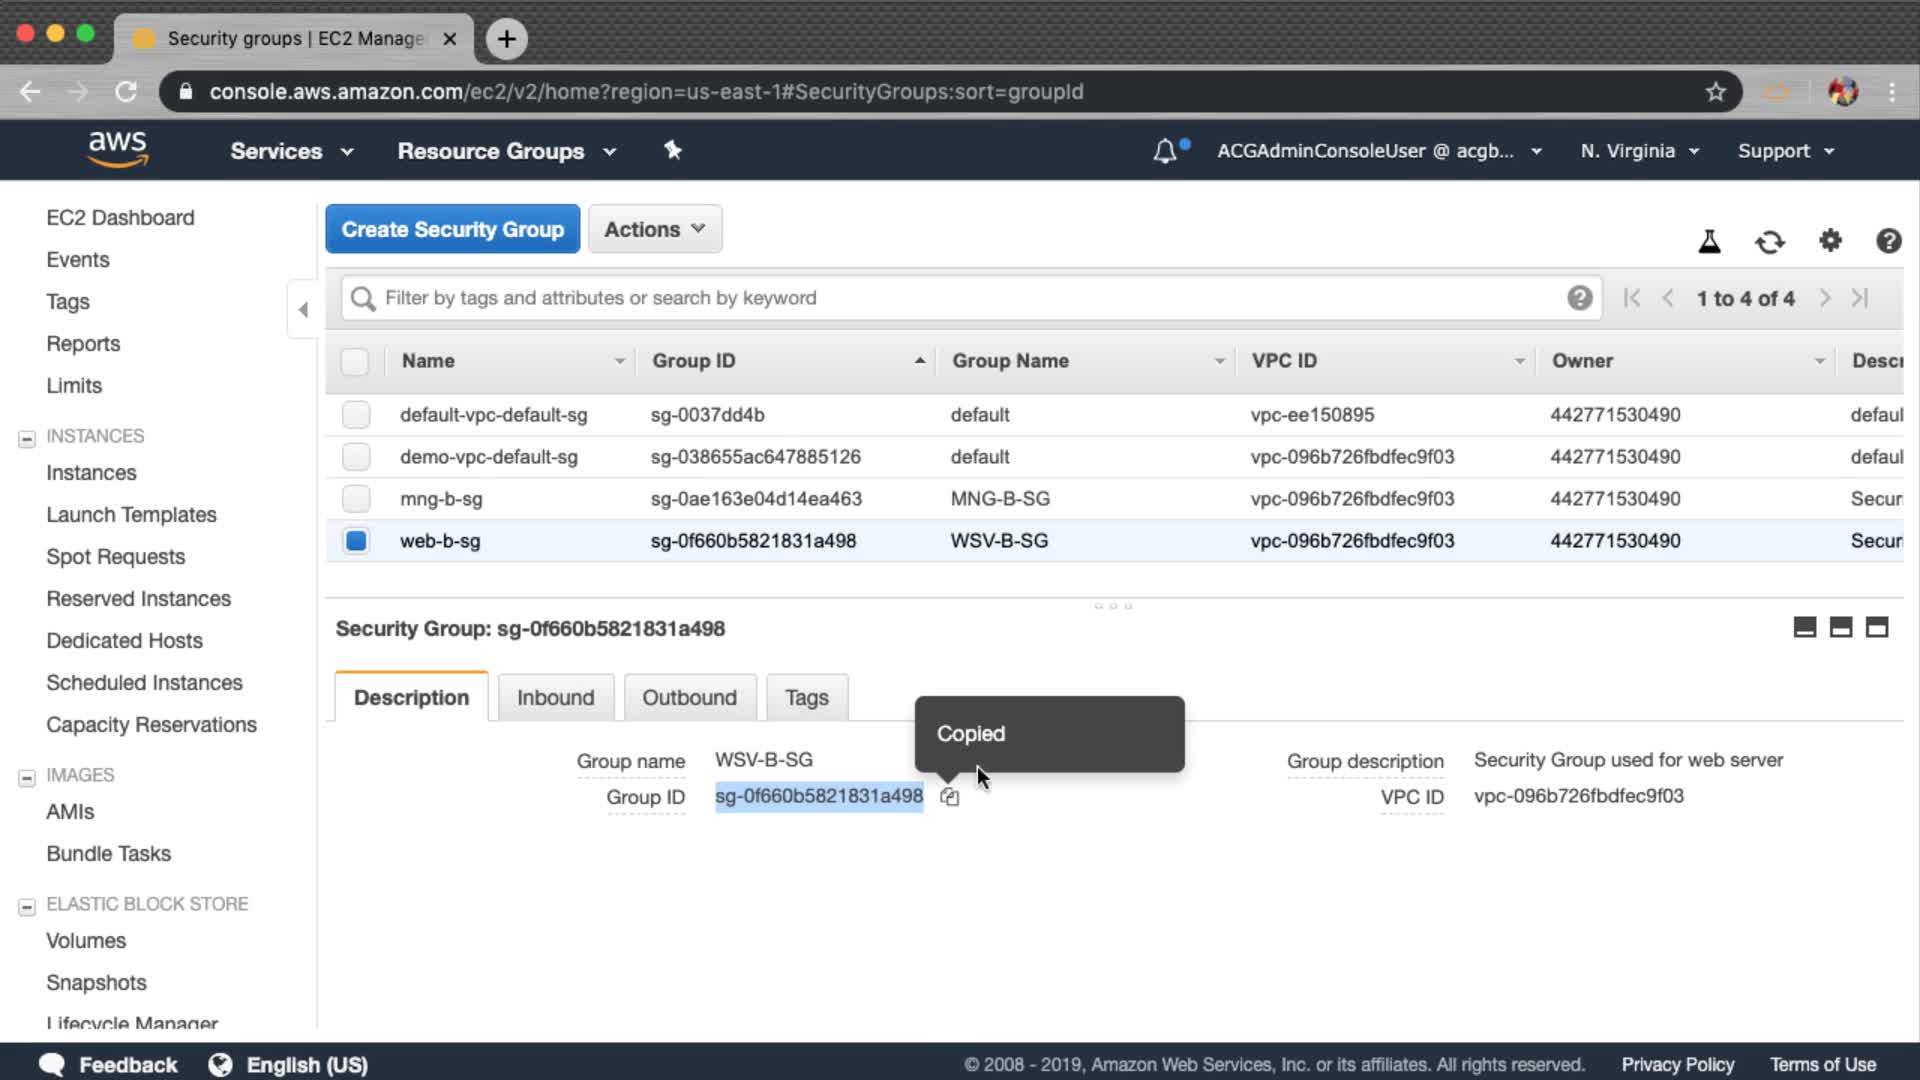 Security groups | EC2 Manage
console.aws.amazon.com/ec2/v2/home?region=us-east-1#SecurityGroups:sort=groupId
aws
Services
Resource Groups
ACGAdminConsoleUser @ acgb...
N. Virginia
Support
EC2 Dashboard
Events
Tags
Reports
Limits
INSTANCES
Instances
Launch Templates
Spot Requests
Reserved Instances
Dedicated Hosts
Scheduled Instances
Capacity Reservations
IMAGES
AMIs
Bundle Tasks
ELASTIC BLOCK STORE
Volumes
Snapshots
Lifecycle Manager
Create Security Group
Actions
Filter by tags and attributes or search by keyword
1 to 4 of 4
Name Group ID Group Name VPC ID Owner Descr
default-vpc-default-sg sg-0037dd4b default vpc-ee150895 442771530490 defaul
demo-vpc-default-sg sg-038655ac647885126 default vpc-096b726fbdfec9f03 442771530490 defaul
mng-b-sg sg-0ae163e04d14ea463 MNG-B-SG vpc-096b726fbdfec9f03 442771530490 Secur
web-b-sg sg-0f660b5821831a498 WSV-B-SG vpc-096b726fbdfec9f03 442771530490 Secur
Security Group: sg-0f660b5821831a498
Description Inbound Outbound Tags
Copied
Group name WSV-B-SG
Group ID sg-0f660b5821831a498
Group description Security Group used for web server
VPC ID vpc-096b726fbdfec9f03
Feedback
English (US)
© 2008 - 2019, Amazon Web Services, Inc. or its affiliates. All rights reserved.
Privacy Policy
Terms of Use